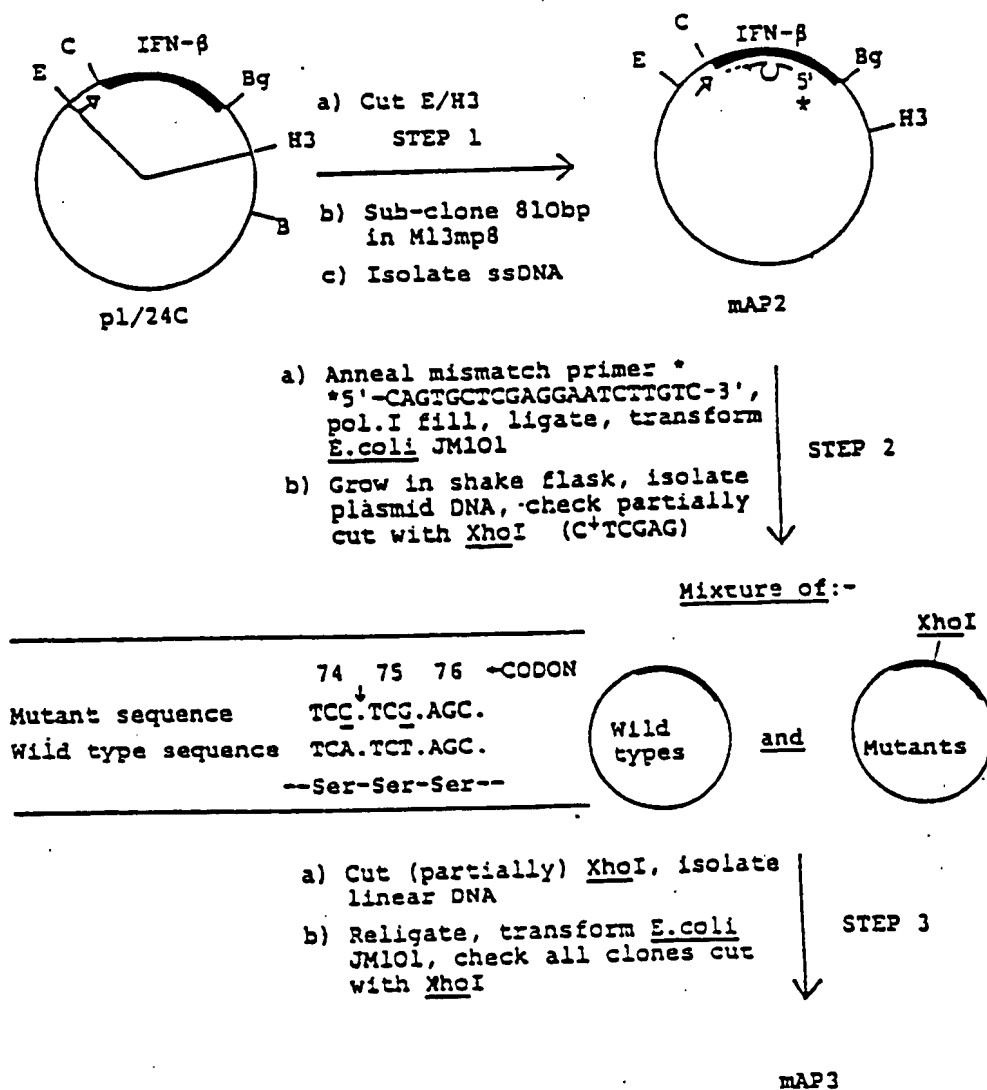 IFN-β
C
E
Bg
H3
B
p1/24C
a) Cut E/H3
STEP 1
b) Sub-clone 810bp
in M13mp8
c) Isolate ssDNA
IFN-β
C
E
Bg
5'
*
H3
mAP2
a) Anneal mismatch primer *
*5'-CAGTGCTCGAGGAATCTTGTC-3',
pol.I fill, ligate, transform
E.coli JM101
b) Grow in shake flask, isolate
plasmid DNA, check partially
cut with XhoI (C↓TCGAG)
STEP 2
Mixture of:-
XhoI
74 75 76 ←CODON
Mutant sequence TCC.TCG.AGC.
Wild type sequence TCA.TCT.AGC.
--Ser-Ser-Ser--
Wild
types
and
Mutants
a) Cut (partially) XhoI, isolate
linear DNA
b) Religate, transform E.coli
JM101, check all clones cut
with XhoI
STEP 3
mAP3